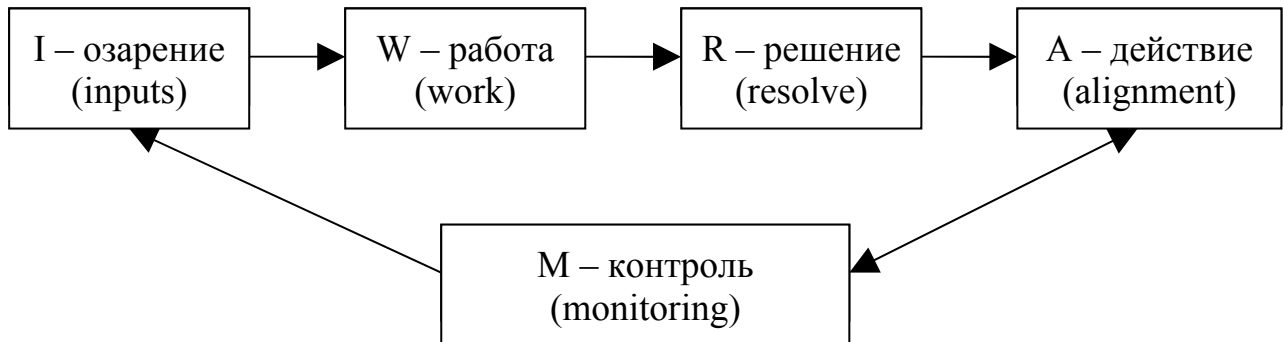 I – озарение
(inputs)
W – работа
(work)
R – решение
(resolve)
A – действие
(alignment)
M – контроль
(monitoring)